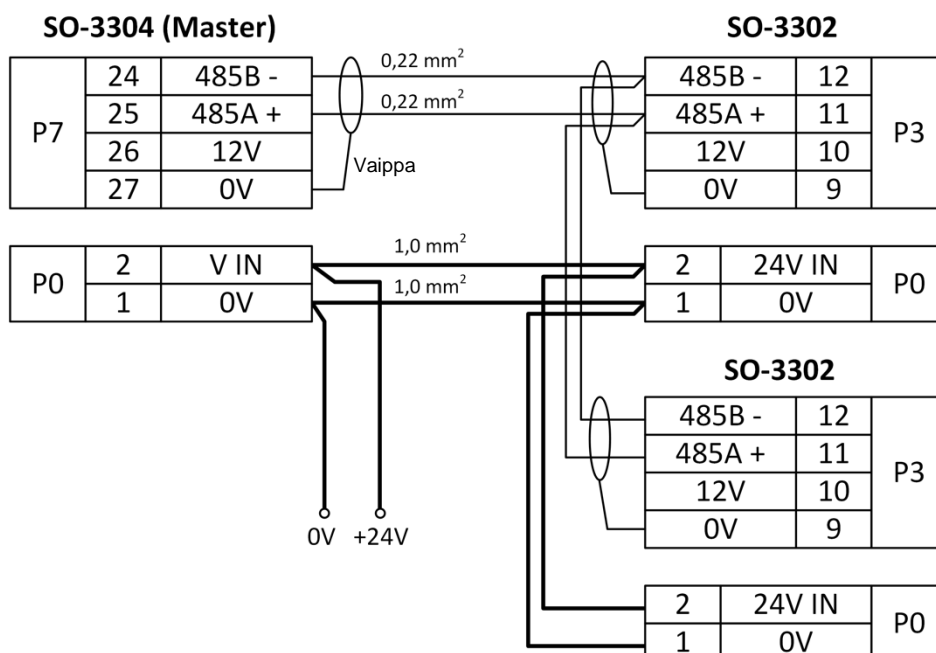 SO-3304 (Master)
SO-3302
P7
24 485B -
25 485A +
26 12V
27 0V
0,22 mm²
0,22 mm²
Vaippa
485B - 12
485A + 11
12V 10
0V 9
P3
P0
2 V IN
1 0V
1,0 mm²
1,0 mm²
2 24V IN
1 0V
P0
SO-3302
485B - 12
485A + 11
12V 10
0V 9
P3
0V +24V
2 24V IN
1 0V
P0